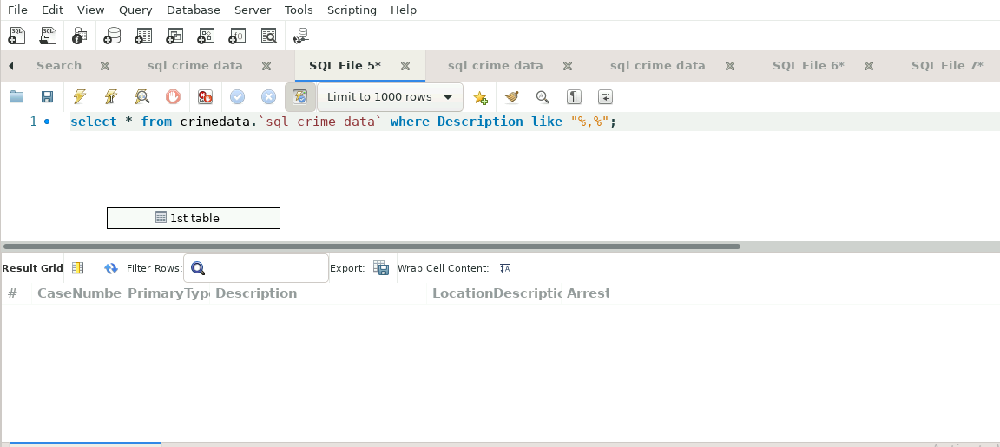 File Edit View Query Database Server Tools Scripting Help
Search sql crime data SQL File 5* sql crime data sql crime data SQL File 6* SQL File 7*
Limit to 1000 rows
1 select * from crimedata.`sql crime data` where Description like "%,%";
1st table
Result Grid Filter Rows: Export: Wrap Cell Content:
# CaseNumbe PrimaryType Description LocationDescriptic Arrest